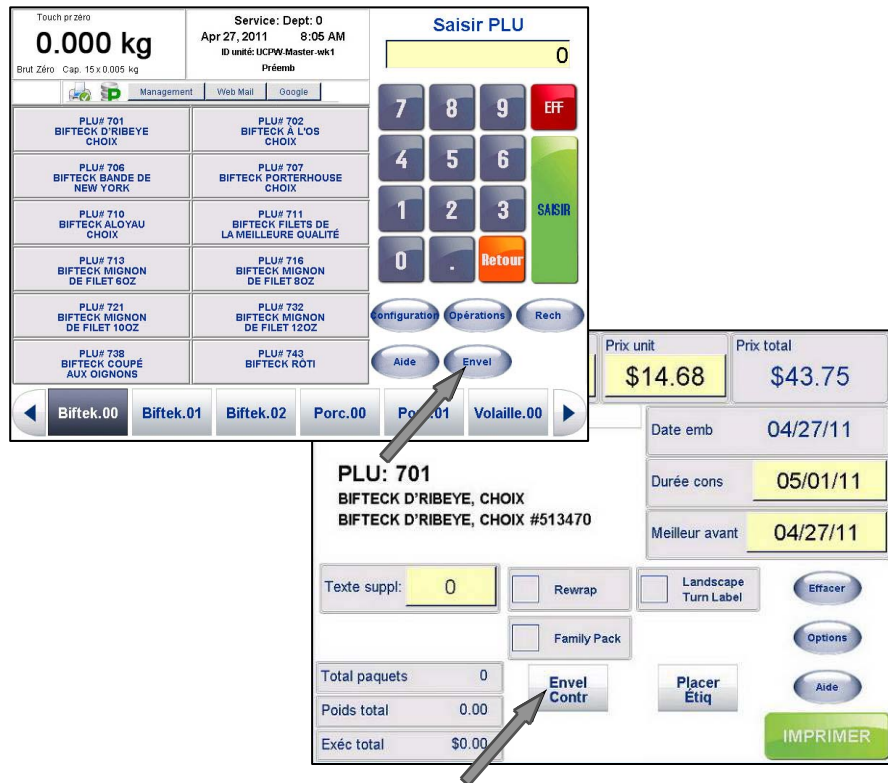 Touch pr zéro
0.000 kg
Brut Zéro Cap. 15 x 0.005 kg
Service: Dept: 0
Apr 27, 2011 8:05 AM
ID unité: UCPW-Master-wk1
Préemb
Saisir PLU
0
Management Web Mail Google
PLU# 701
BIFTECK D'RIBEYE
CHOIX
PLU# 702
BIFTECK À L'OS
CHOIX
PLU# 706
BIFTECK BANDE DE
NEW YORK
PLU# 707
BIFTECK PORTERHOUSE
CHOIX
PLU# 710
BIFTECK ALOYAU
CHOIX
PLU# 711
BIFTECK FILETS DE
LA MEILLEURE QUALITÉ
PLU# 713
BIFTECK MIGNON
DE FILET 6OZ
PLU# 716
BIFTECK MIGNON
DE FILET 8OZ
PLU# 721
BIFTECK MIGNON
DE FILET 10OZ
PLU# 732
BIFTECK MIGNON
DE FILET 12OZ
PLU# 738
BIFTECK COUPÉ
AUX OIGNONS
PLU# 743
BIFTECK RÔTI
7 8 9 EFF
4 5 6
1 2 3 SAISIR
0 . Retour
Configuration Opérations Rech
Aide Envel
Biftek.00 Biftek.01 Biftek.02 Porc.00 .01 Volaille.00
Prix unit
$14.68
Prix total
$43.75
PLU: 701
BIFTECK D'RIBEYE, CHOIX
BIFTECK D'RIBEYE, CHOIX #513470
Date emb 04/27/11
Durée cons 05/01/11
Meilleur avant 04/27/11
Texte suppl: 0
Rewrap
Landscape
Turn Label
Family Pack
Effacer
Options
Aide
Total paquets 0
Poids total 0.00
Exéc total $0.00
Envel
Contr
Placer
Étiq
IMPRIMER